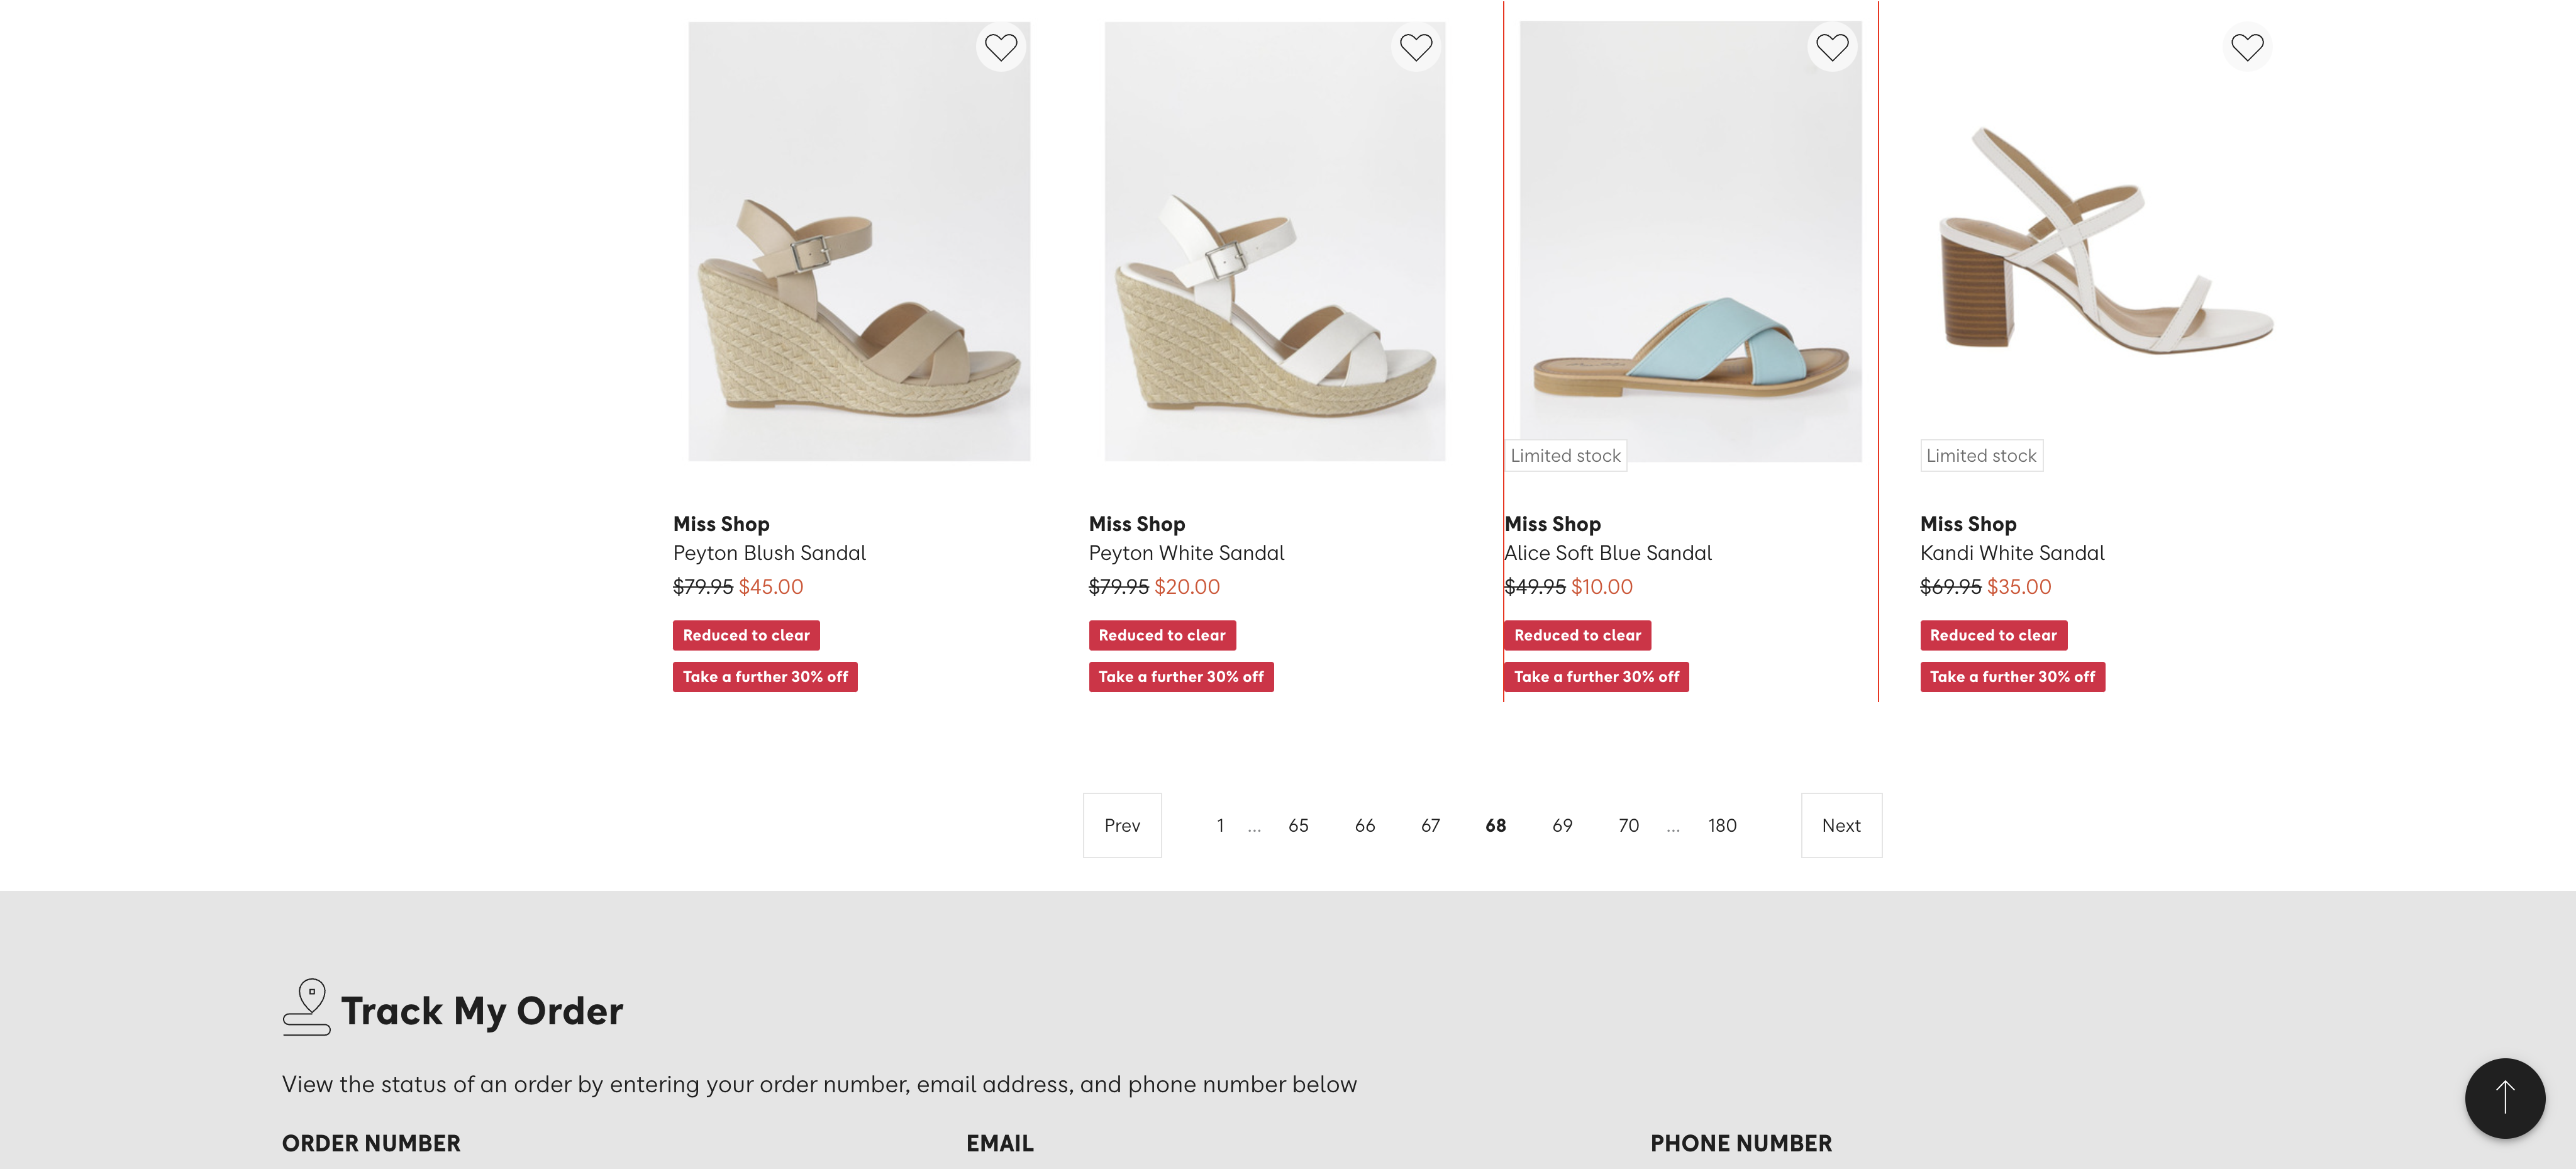 Limited stock
Limited stock
Miss Shop
Peyton Blush Sandal
$79.95 $45.00
Reduced to clear
Take a further 30% off
Miss Shop
Peyton White Sandal
$79.95 $20.00
Reduced to clear
Take a further 30% off
Miss Shop
Alice Soft Blue Sandal
$49.95 $10.00
Reduced to clear
Take a further 30% off
Miss Shop
Kandi White Sandal
$69.95 $35.00
Reduced to clear
Take a further 30% off
Prev 1 ... 65 66 67 68 69 70 ... 180 Next
Track My Order
View the status of an order by entering your order number, email address, and phone number below
ORDER NUMBER EMAIL PHONE NUMBER